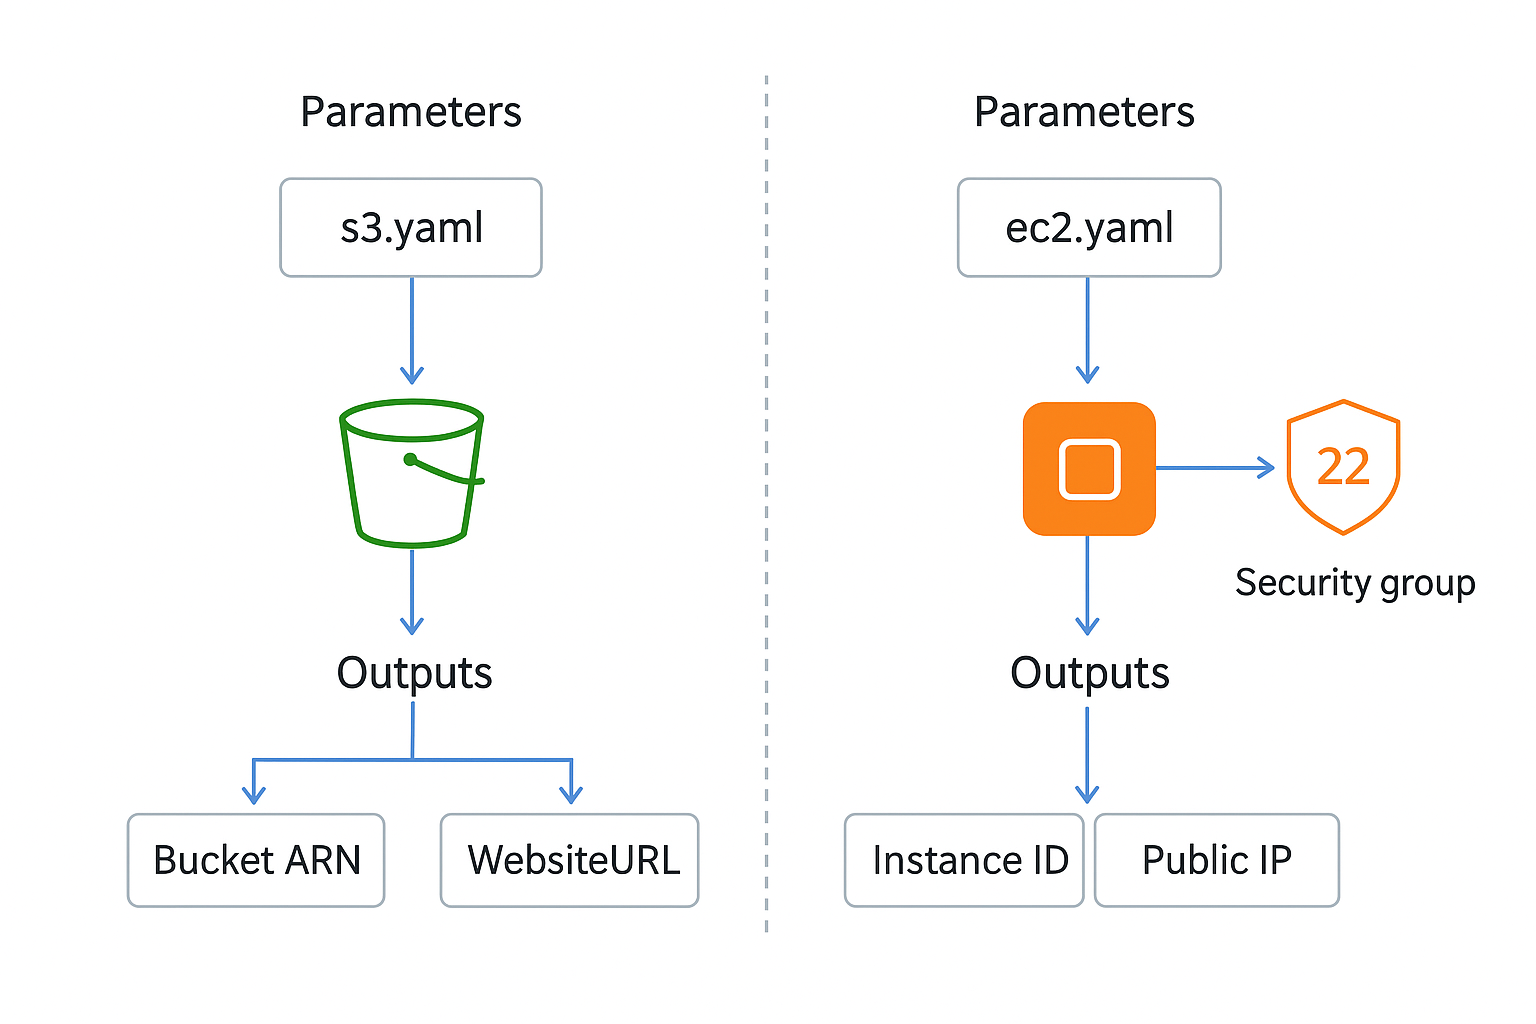 Parameters
s3.yaml
Outputs
Bucket ARN
WebsiteURL
Parameters
ec2.yaml
22
Security group
Outputs
Instance ID
Public IP